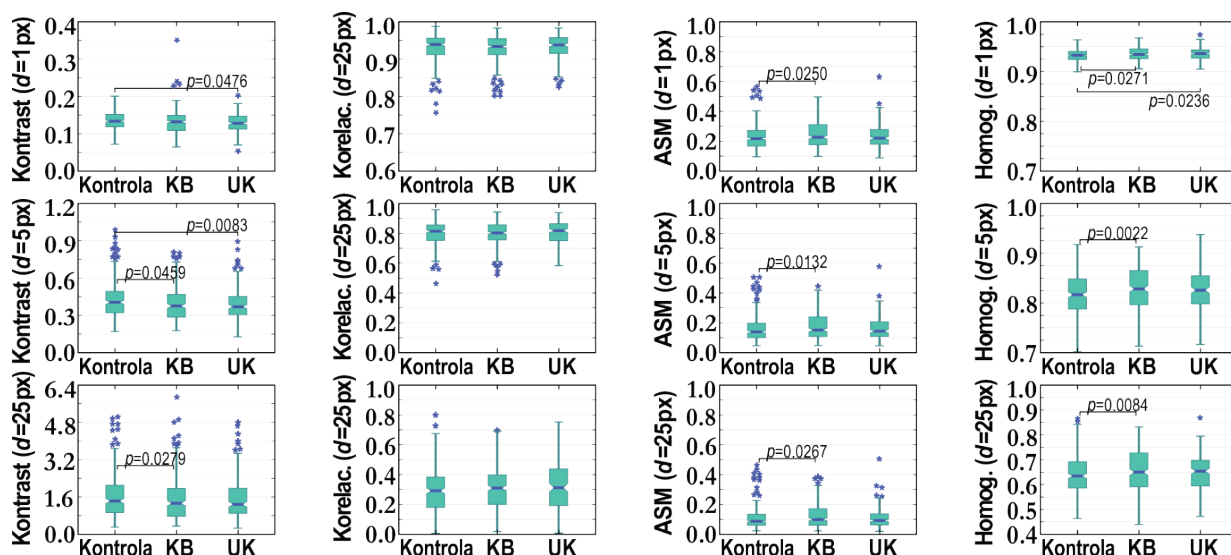 Kontrast (d=1px)
0.4
0.3
0.2
0.1
0.0
p=0.0476
Kontrola KB UK
Korelac. (d=25px)
1.0
0.9
0.8
0.7
0.6
Kontrola KB UK
ASM (d=1px)
1.0
0.8
0.6
0.4
0.2
0.0
p=0.0250
Kontrola KB UK
Homog. (d=1px)
1.0
0.9
0.8
0.7
p=0.0271
p=0.0236
Kontrola KB UK
Kontrast (d=5px)
1.2
0.9
0.6
0.3
0.0
p=0.0083
p=0.0459
Kontrola KB UK
Korelac. (d=25px)
1.0
0.8
0.6
0.4
0.2
0.0
Kontrola KB UK
ASM (d=5px)
1.0
0.8
0.6
0.4
0.2
0.0
p=0.0132
Kontrola KB UK
Homog. (d=5px)
1.0
0.9
0.8
0.7
p=0.0022
Kontrola KB UK
Kontrast (d=25px)
6.4
4.8
3.2
1.6
0.0
p=0.0279
Kontrola KB UK
Korelac. (d=25px)
1.0
0.8
0.6
0.4
0.2
0.0
Kontrola KB UK
ASM (d=25px)
1.0
0.8
0.6
0.4
0.2
0.0
p=0.0267
Kontrola KB UK
Homog. (d=25px)
1.0
0.9
0.8
0.7
0.6
0.5
0.4
p=0.0084
Kontrola KB UK